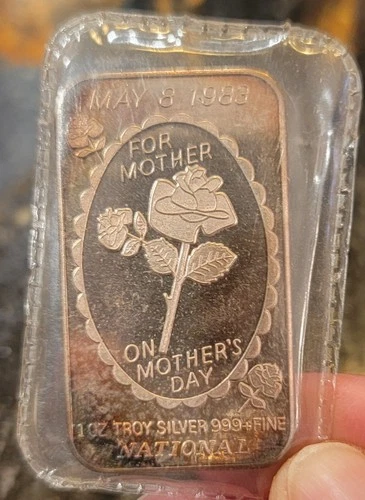 MAY 8 1983
FOR
MOTHER
ON
MOTHER'S
DAY
1 OZ TROY SILVER 999+FINE
NATIONAL